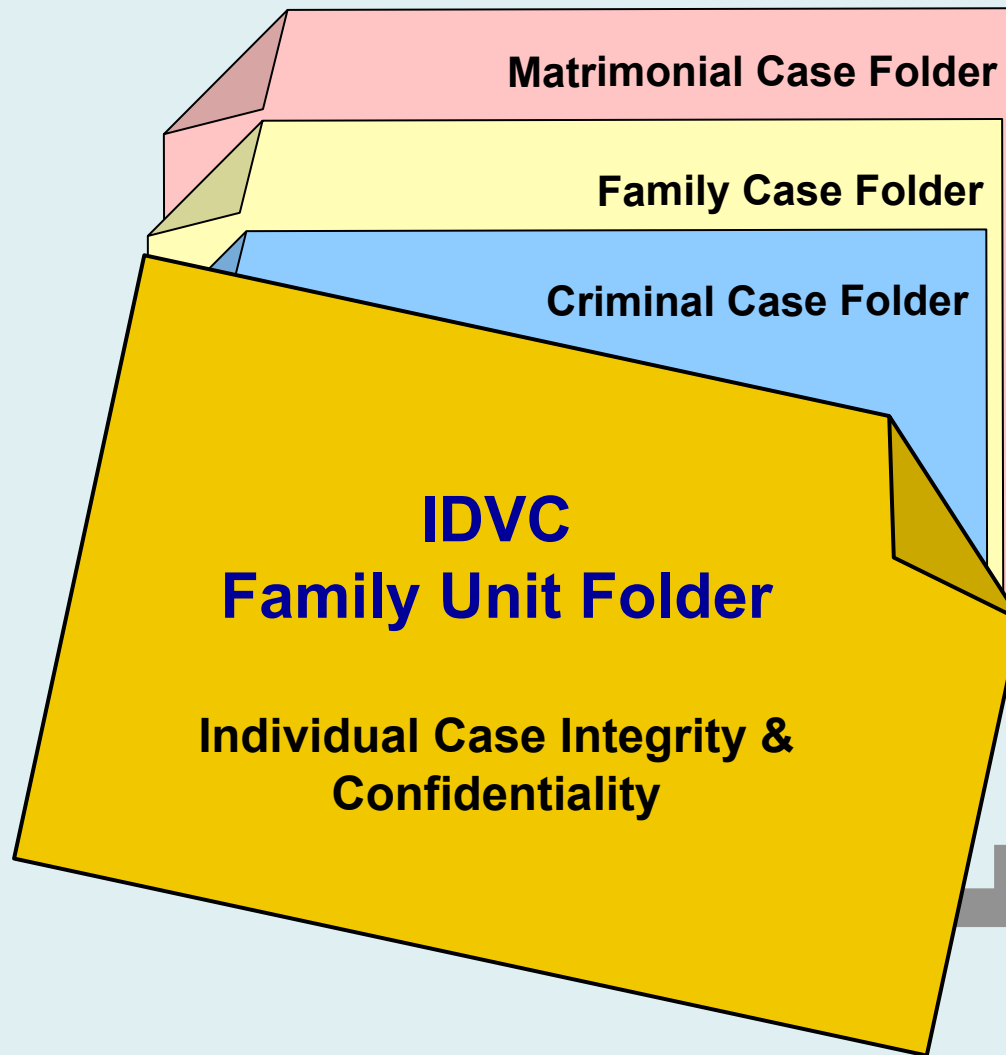 Matrimonial Case Folder
Family Case Folder
Criminal Case Folder
IDVC
Family Unit Folder
Individual Case Integrity &
Confidentiality